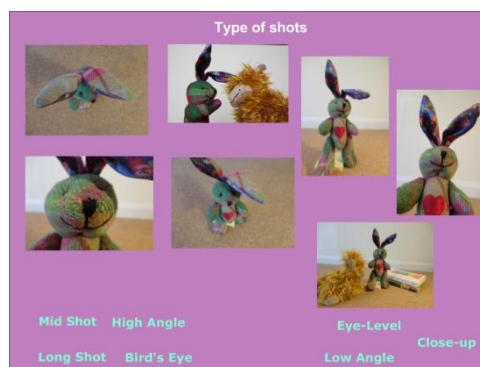 Type of shots
Mid Shot
High Angle
Eye-Level
Close-up
Long Shot
Bird's Eye
Low Angle